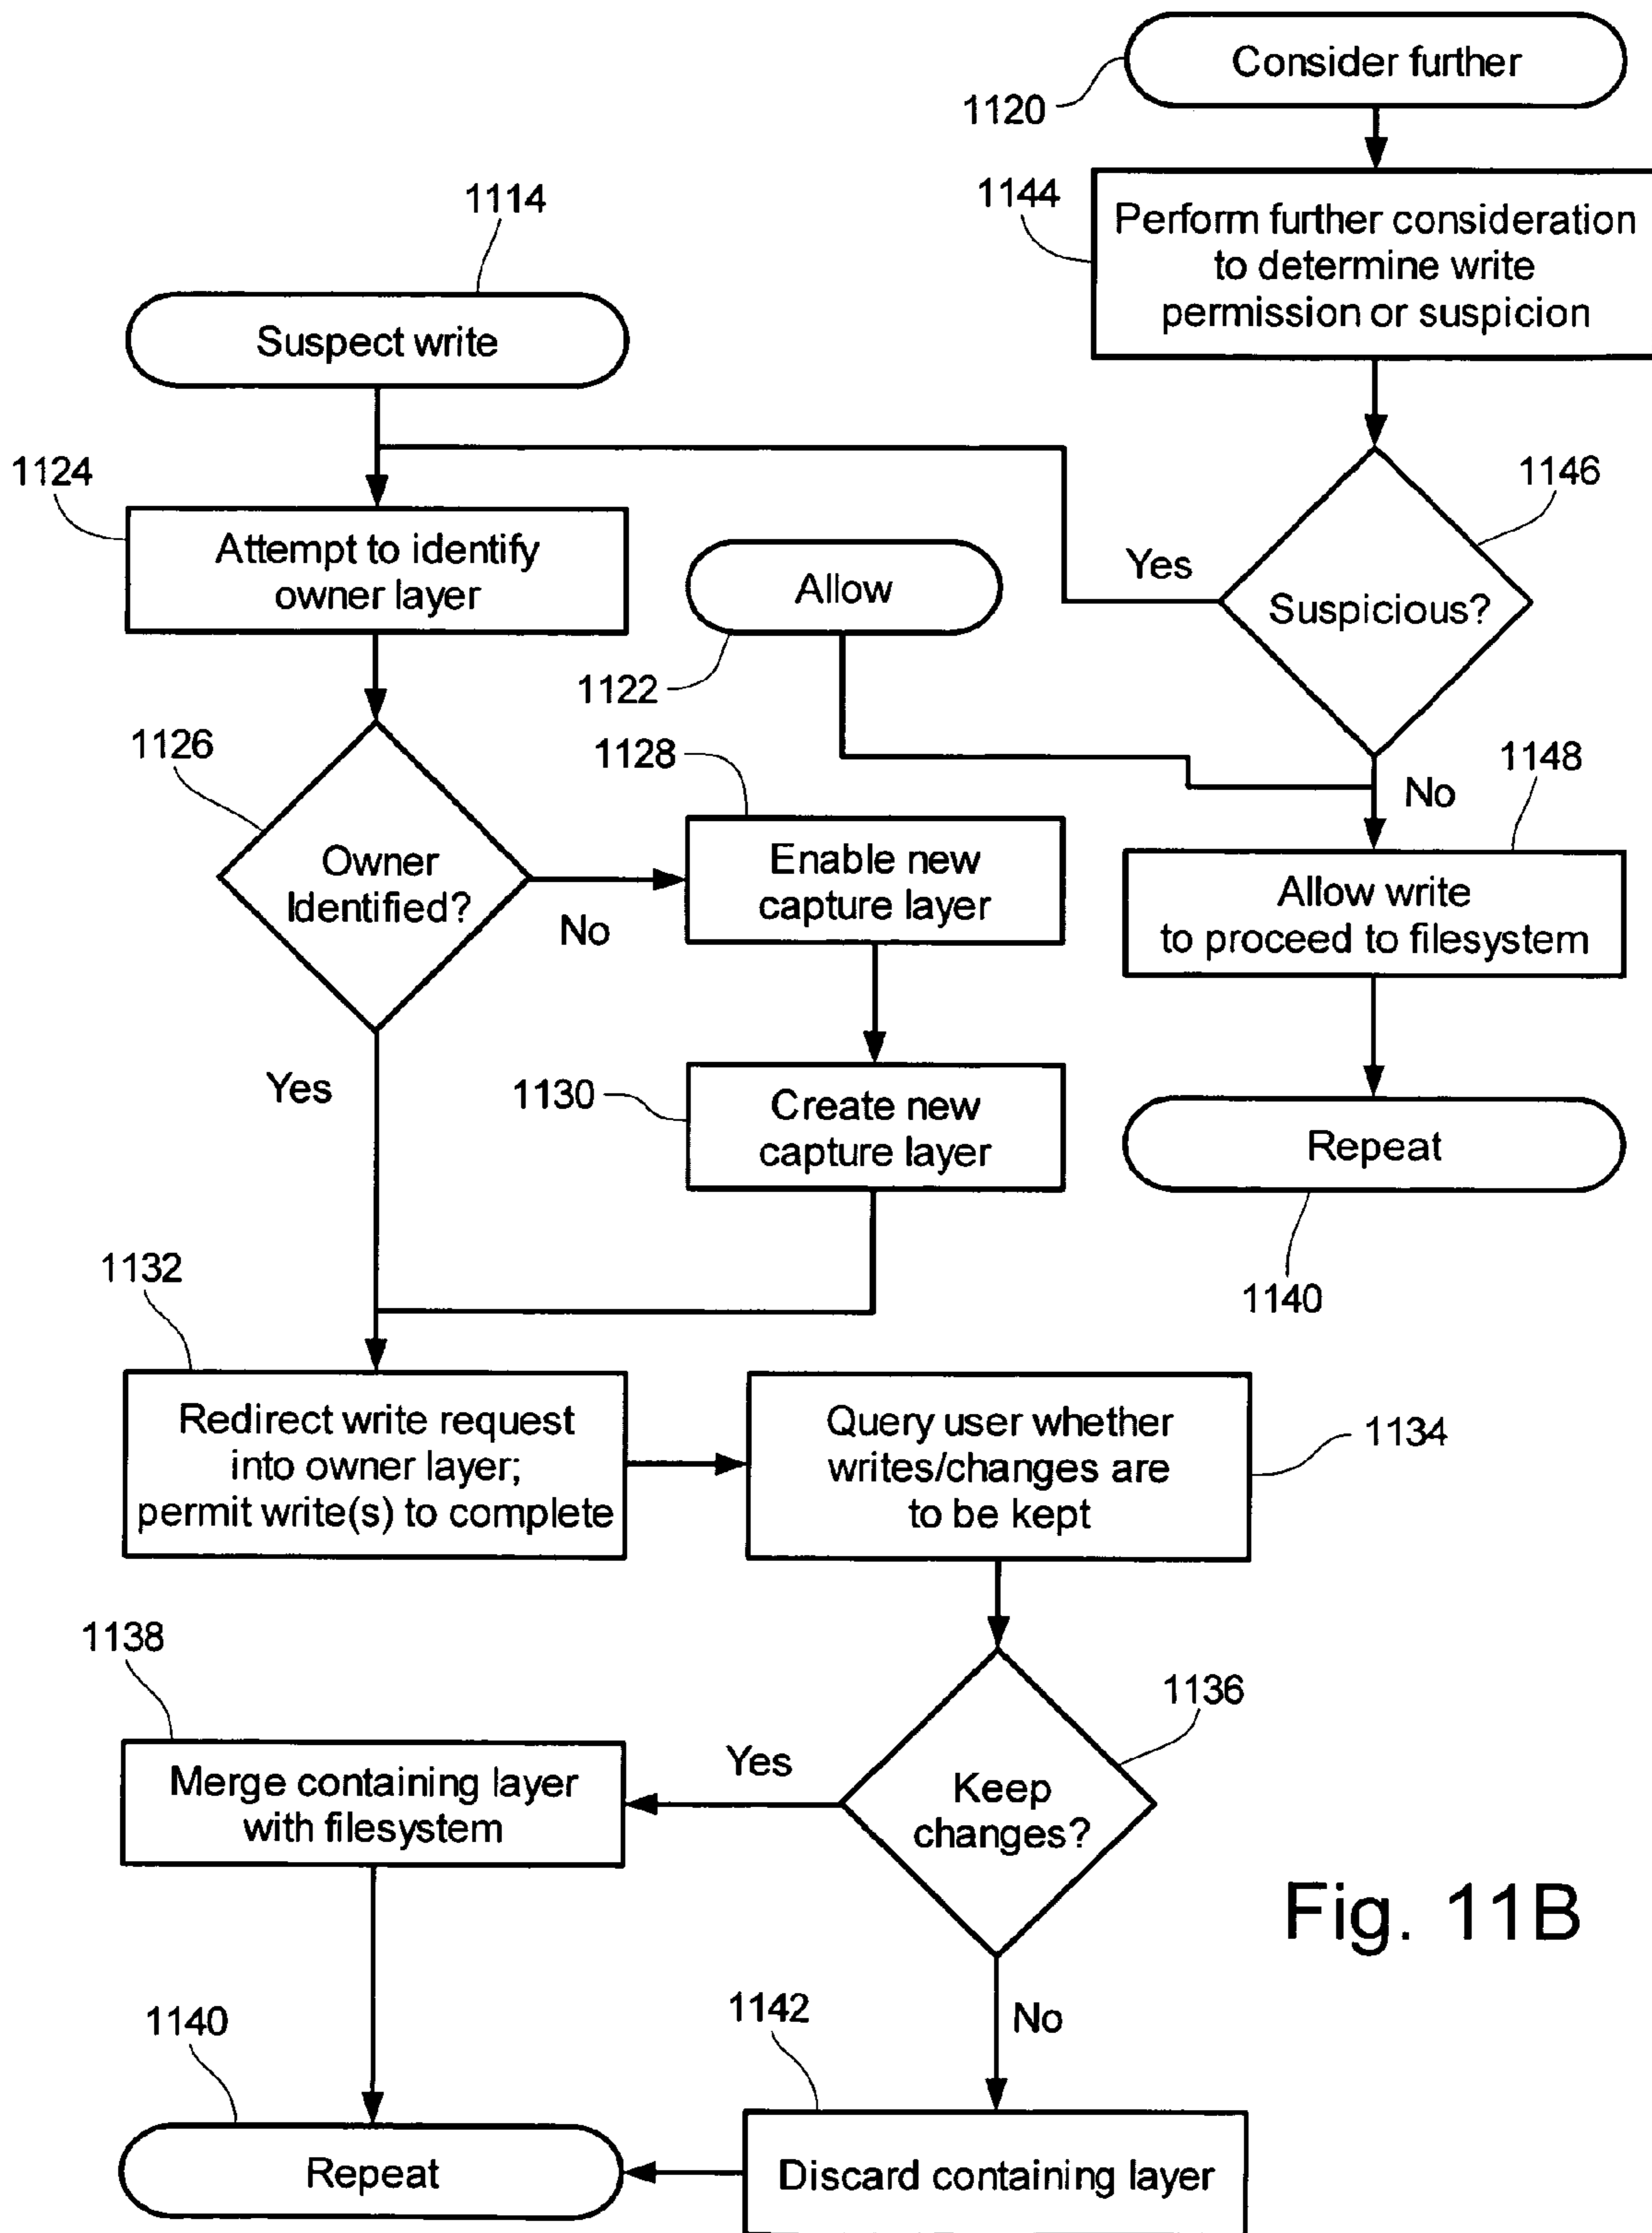 Consider further
1120
1144
Perform further consideration
to determine write
permission or suspicion
1114
Suspect write
1146
Suspicious?
Yes
No
1124
Attempt to identify
owner layer
Allow
1122
1126
Owner
Identified?
No
Yes
1128
Enable new
capture layer
1148
Allow write
to proceed to filesystem
1130
Create new
capture layer
Repeat
1140
1132
Redirect write request
into owner layer;
permit write(s) to complete
Query user whether
writes/changes are
to be kept
1134
1136
Keep
changes?
Yes
No
1138
Merge containing layer
with filesystem
Fig. 11B
1140
Repeat
1142
Discard containing layer